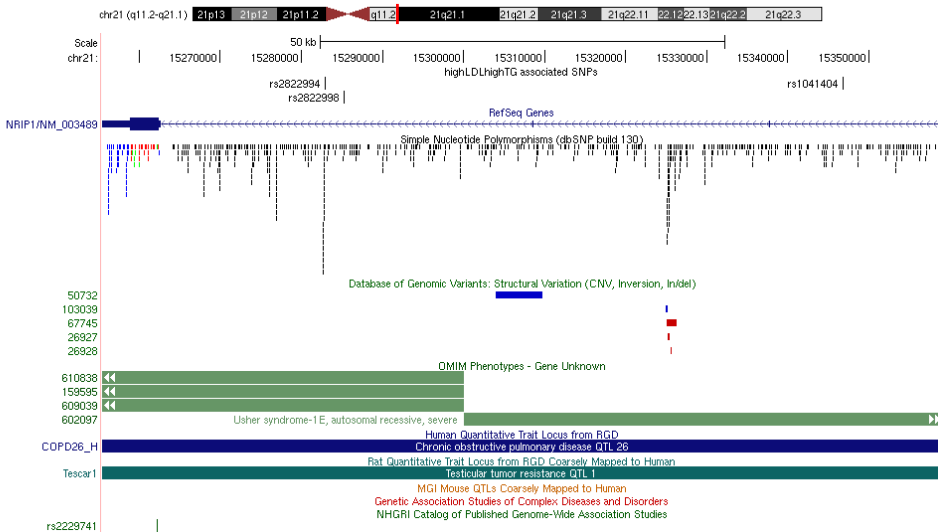 chr21 (q11.2-q21.1) 21p13 21p12 21p11.2 q11.2 21q21.1 21q21.2 21q21.3 21q22.11 22.12 22.13 21q22.2 21q22.3
Scale 50 kb
chr21: 15270000 15280000 15290000 15300000 15310000 15320000 15330000 15340000 15350000
highLDLhighTG associated SNPs
rs2822994 rs1041404
rs2822998
RefSeq Genes
NRIP1/NM_003489
Simple Nucleotide Polymorphisms (dbSNP build 130)
Database of Genomic Variants: Structural Variation (CNV, Inversion, In/del)
50732
103039
67745
26927
26928
OMIM Phenotypes - Gene Unknown
610838
159595
609039
602097 Usher syndrome-1E, autosomal recessive, severe
Human Quantitative Trait Locus from RGD
COPD26_H Chronic obstructive pulmonary disease QTL 26
Rat Quantitative Trait Locus from RGD Coarsely Mapped to Human
Tescar1 Testicular tumor resistance QTL 1
MGI Mouse QTLs Coarsely Mapped to Human
Genetic Association Studies of Complex Diseases and Disorders
NHGRI Catalog of Published Genome-Wide Association Studies
rs2229741